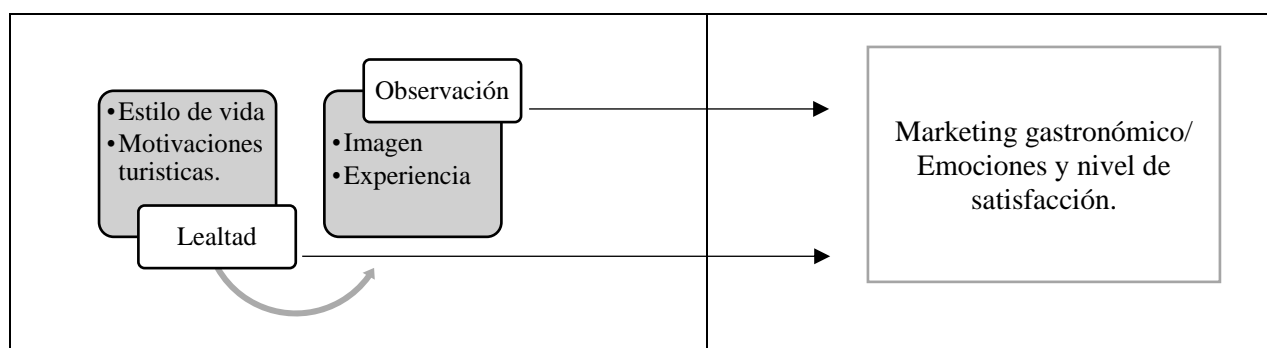 •Estilo de vida
•Motivaciones
turisticas.
Lealtad
Observación
•Imagen
•Experiencia
Marketing gastronómico/
Emociones y nivel de
satisfacción.